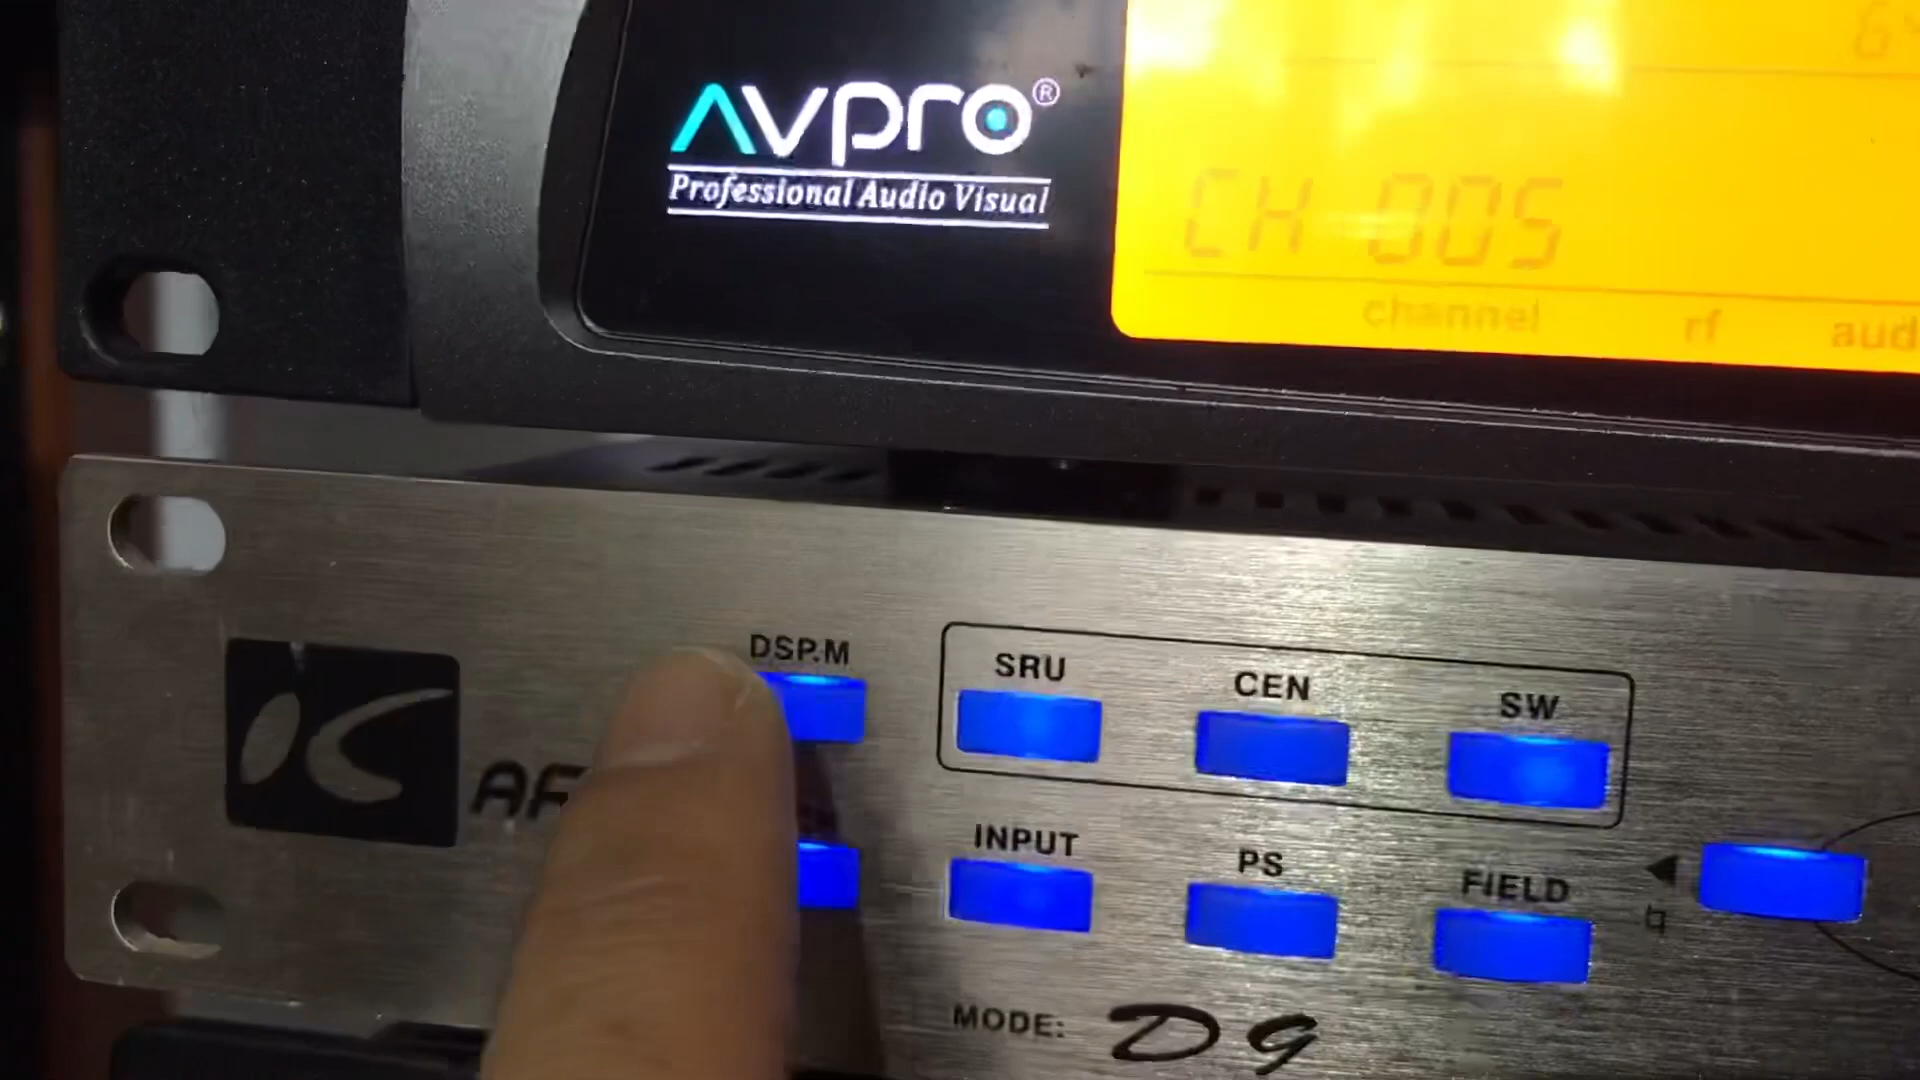 Avpro®
Professional Audio Visual
CH 005
channel rf
DSP.M
SRU CEN SW
INPUT PS FIELD
MODE: D9